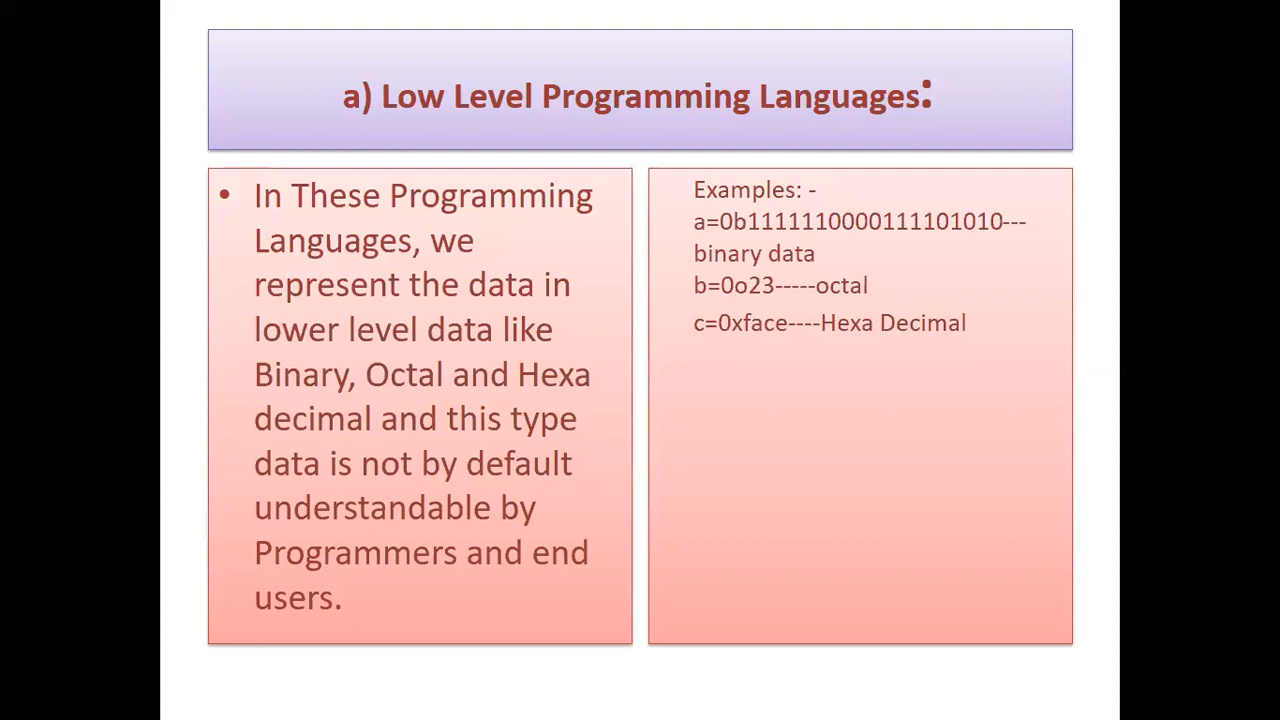 a) Low Level Programming Languages:
• In These Programming
Languages, we
represent the data in
lower level data like
Binary, Octal and Hexa
decimal and this type
data is not by default
understandable by
Programmers and end
users.
Examples: -
a=0b1111110000111101010---
binary data
b=0o23-----octal
c=0xface----Hexa Decimal